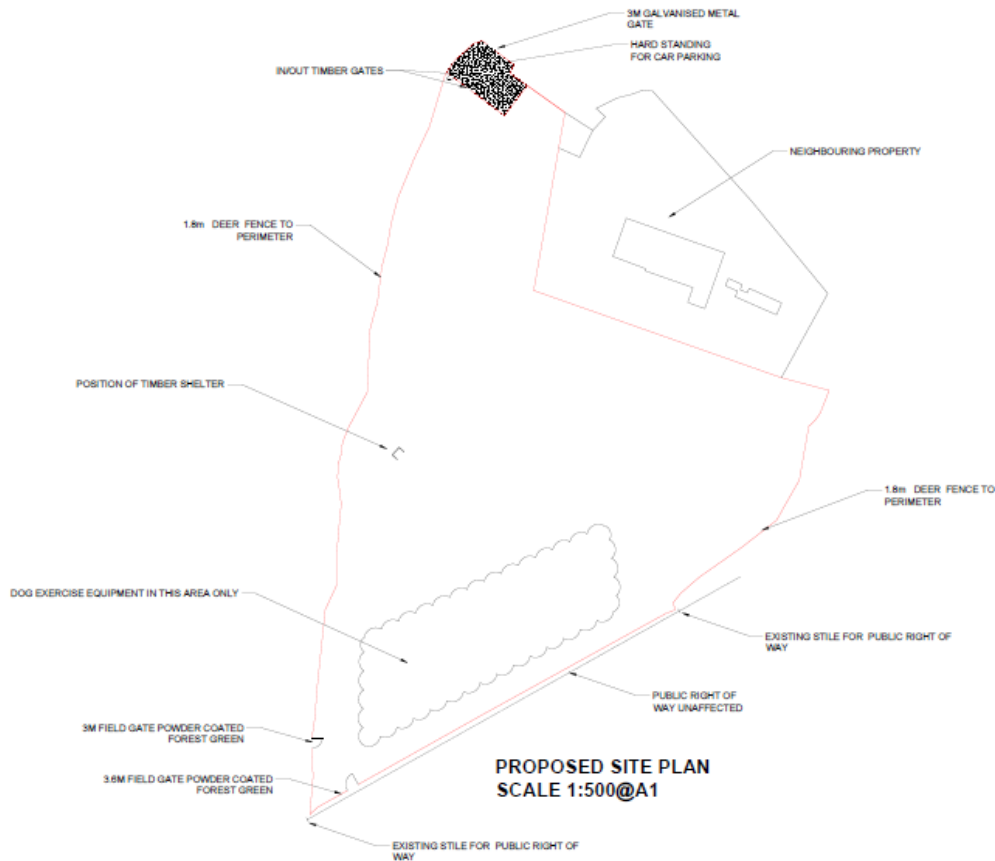 3M GALVANISED METAL
GATE
HARD STANDING
FOR CAR PARKING
IN/OUT TIMBER GATES
NEIGHBOURING PROPERTY
1.8m DEER FENCE TO
PERIMETER
POSITION OF TIMBER SHELTER
1.8m DEER FENCE TO
PERIMETER
DOG EXERCISE EQUIPMENT IN THIS AREA ONLY
EXISTING STILE FOR PUBLIC RIGHT OF
WAY
PUBLIC RIGHT OF
WAY UNAFFECTED
3M FIELD GATE POWDER COATED
FOREST GREEN
3.6M FIELD GATE POWDER COATED
FOREST GREEN
PROPOSED SITE PLAN
SCALE 1:500@A1
EXISTING STILE FOR PUBLIC RIGHT OF
WAY